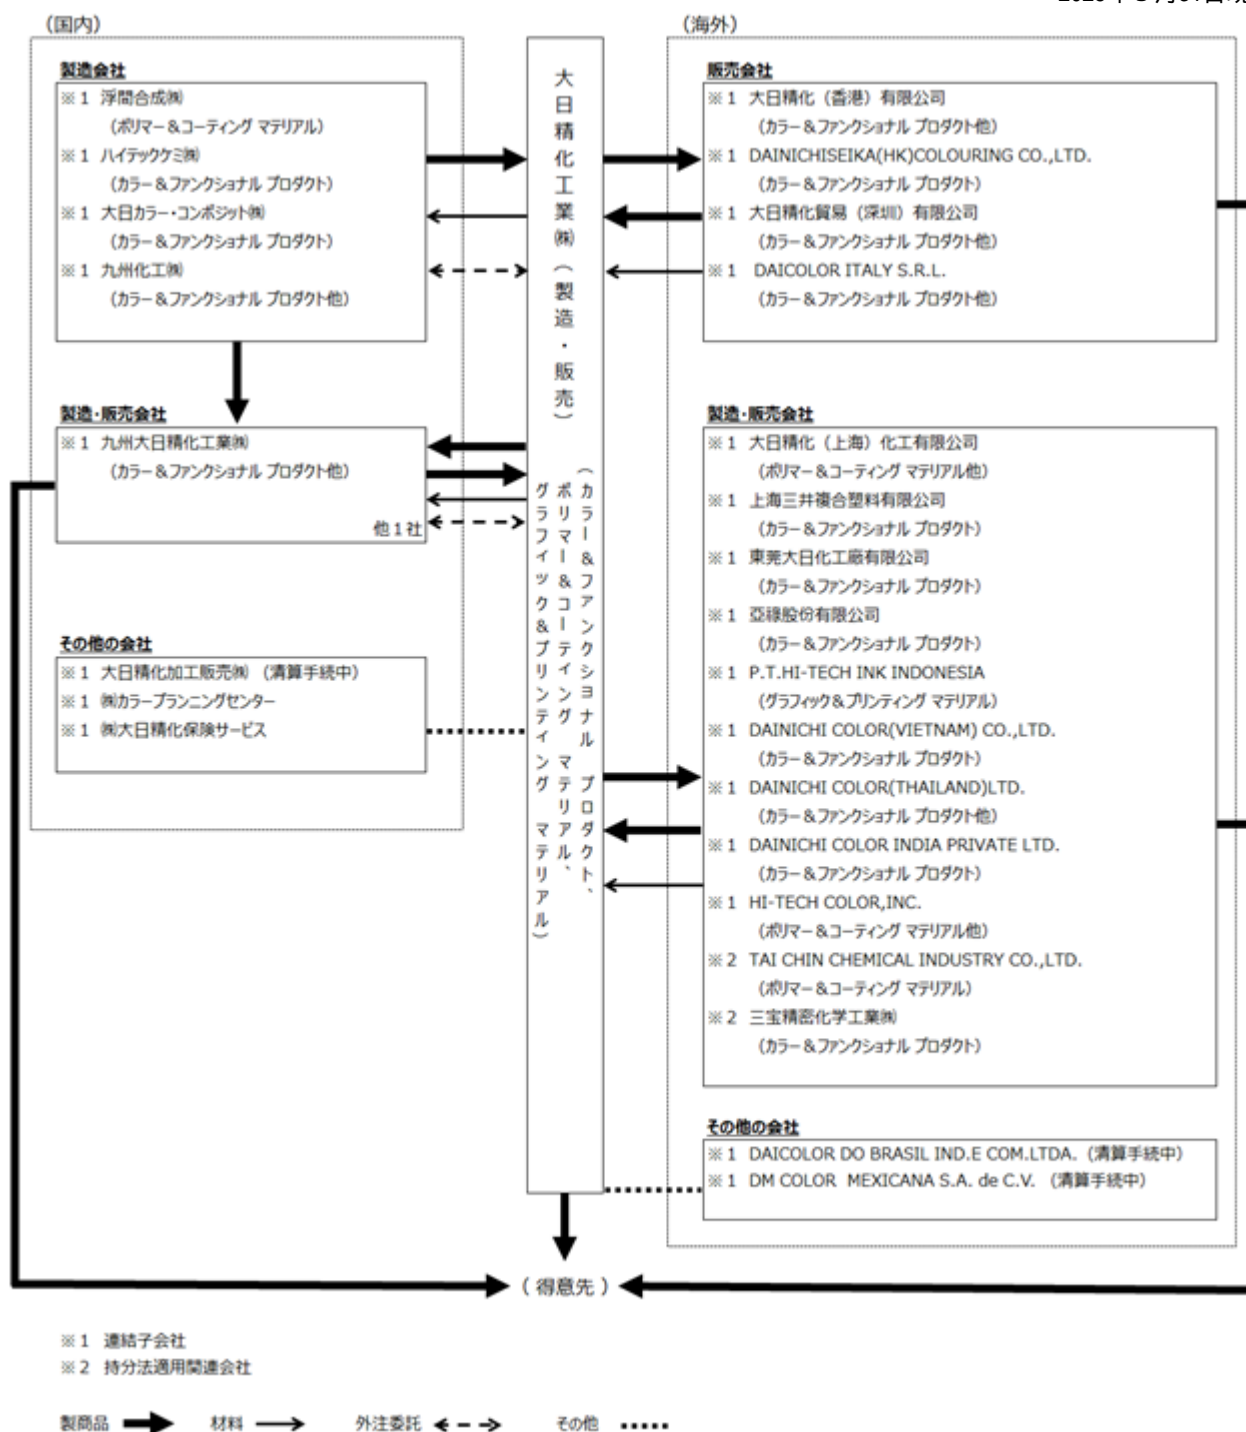 (国内)
製造会社
※1 浮間合成㈱
(ポリマー&コーティング マテリアル)
※1 ハイテックケミ㈱
(カラー&ファンクショナル プロダクト)
※1 大日カラー・コンポジット㈱
(カラー&ファンクショナル プロダクト)
※1 九州化工㈱
(カラー&ファンクショナル プロダクト他)
製造・販売会社
※1 九州大日精化工業㈱
(カラー&ファンクショナル プロダクト他)
他1社
その他の会社
※1 大日精化加工販売㈱ (清算手続中)
※1 ㈱カラープランニングセンター
※1 ㈱大日精化保険サービス
大日精化工業㈱(製造・販売)
(カラー&ファンクショナル プロダクト、
ポリマー&コーテイング マテリアル、
グラフイック&プリンテイング マテリアル)
(海外)
販売会社
※1 大日精化(香港)有限公司
(カラー&ファンクショナル プロダクト他)
※1 DAINICHISEIKA(HK)COLOURING CO.,LTD.
(カラー&ファンクショナル プロダクト)
※1 大日精化貿易(深圳)有限公司
(カラー&ファンクショナル プロダクト他)
※1 DAICOLOR ITALY S.R.L.
(カラー&ファンクショナル プロダクト他)
製造・販売会社
※1 大日精化(上海)化工有限公司
(ポリマー&コーティング マテリアル他)
※1 上海三井複合塑料有限公司
(カラー&ファンクショナル プロダクト)
※1 東莞大日化工廠有限公司
(カラー&ファンクショナル プロダクト)
※1 亞祿股份有限公司
(カラー&ファンクショナル プロダクト)
※1 P.T.HI-TECH INK INDONESIA
(グラフィック&プリンティング マテリアル)
※1 DAINICHI COLOR(VIETNAM) CO.,LTD.
(カラー&ファンクショナル プロダクト)
※1 DAINICHI COLOR(THAILAND)LTD.
(カラー&ファンクショナル プロダクト他)
※1 DAINICHI COLOR INDIA PRIVATE LTD.
(カラー&ファンクショナル プロダクト)
※1 HI-TECH COLOR,INC.
(ポリマー&コーティング マテリアル他)
※2 TAI CHIN CHEMICAL INDUSTRY CO.,LTD.
(ポリマー&コーティング マテリアル)
※2 三宝精密化学工業㈱
(カラー&ファンクショナル プロダクト)
その他の会社
※1 DAICOLOR DO BRASIL IND.E COM.LTDA. (清算手続中)
※1 DM COLOR MEXICANA S.A. de C.V. (清算手続中)
(得意先)
※1 連結子会社
※2 持分法適用関連会社
製商品 材料 外注委託 その他